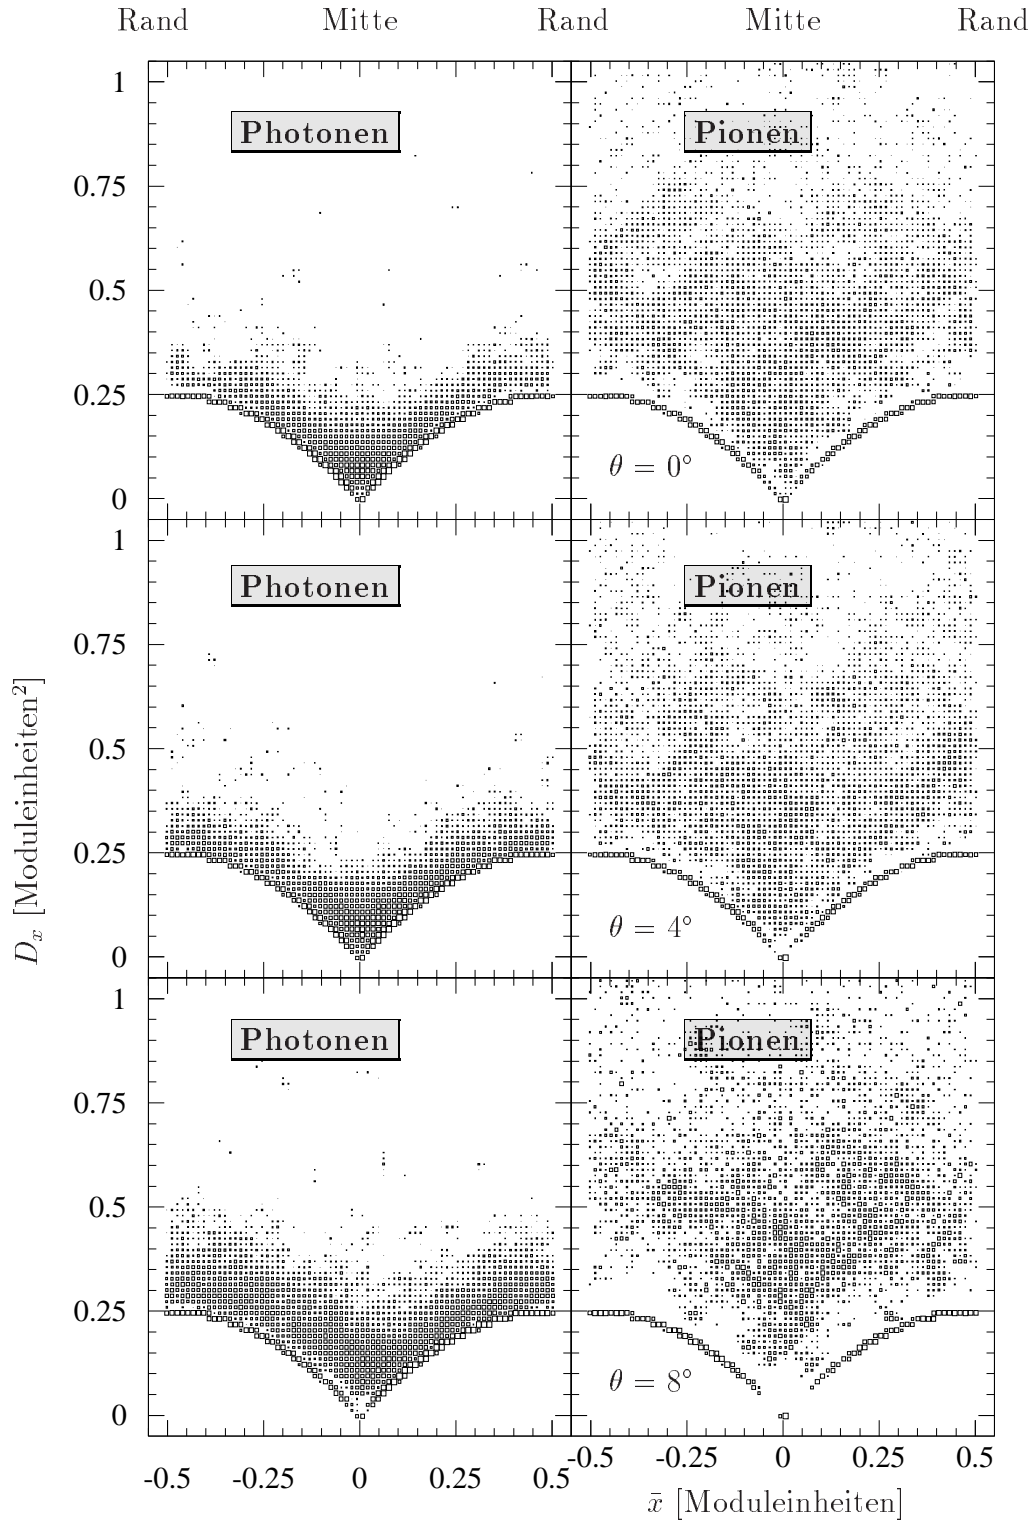 Rand Mitte Rand Mitte Rand
1
Photonen Pionen
0.75
0.5
0.25
θ = 0°
0
1
Photonen Pionen
0.75
0.5
0.25
θ = 4°
0
D_x [Moduleinheiten²]
1
Photonen Pionen
0.75
0.5
0.25
θ = 8°
0
-0.5 -0.25 0 0.25 0.5 -0.5 -0.25 0 0.25 0.5
x̄ [Moduleinheiten]